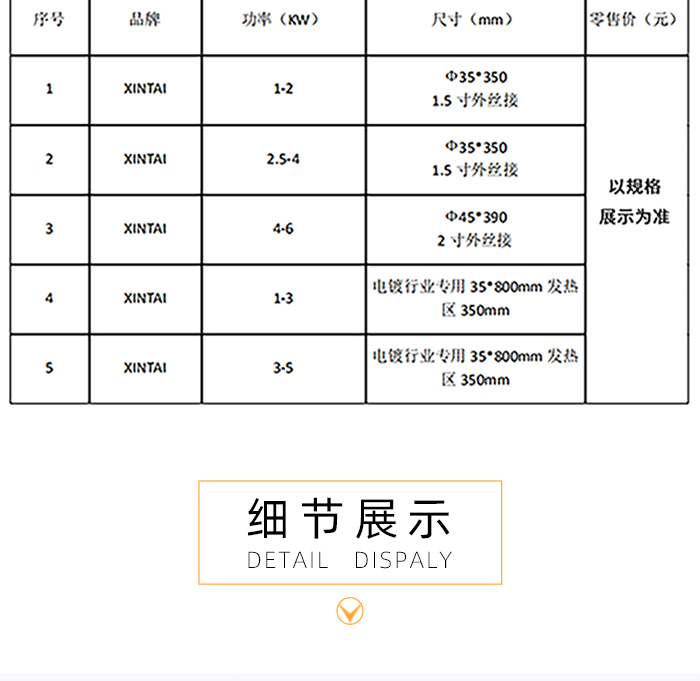 序号 品牌 功率（KW） 尺寸（mm） 零售价（元）
1 XINTAI 1-2 Φ35*350
1.5 寸外丝接
2 XINTAI 2.5-4 Φ35*350
1.5 寸外丝接
以规格
展示为准
3 XINTAI 4-6 Φ45*390
2 寸外丝接
4 XINTAI 1-3 电镀行业专用 35*800mm 发热
区 350mm
5 XINTAI 3-5 电镀行业专用 35*800mm 发热
区 350mm
细节展示
DETAIL DISPALY